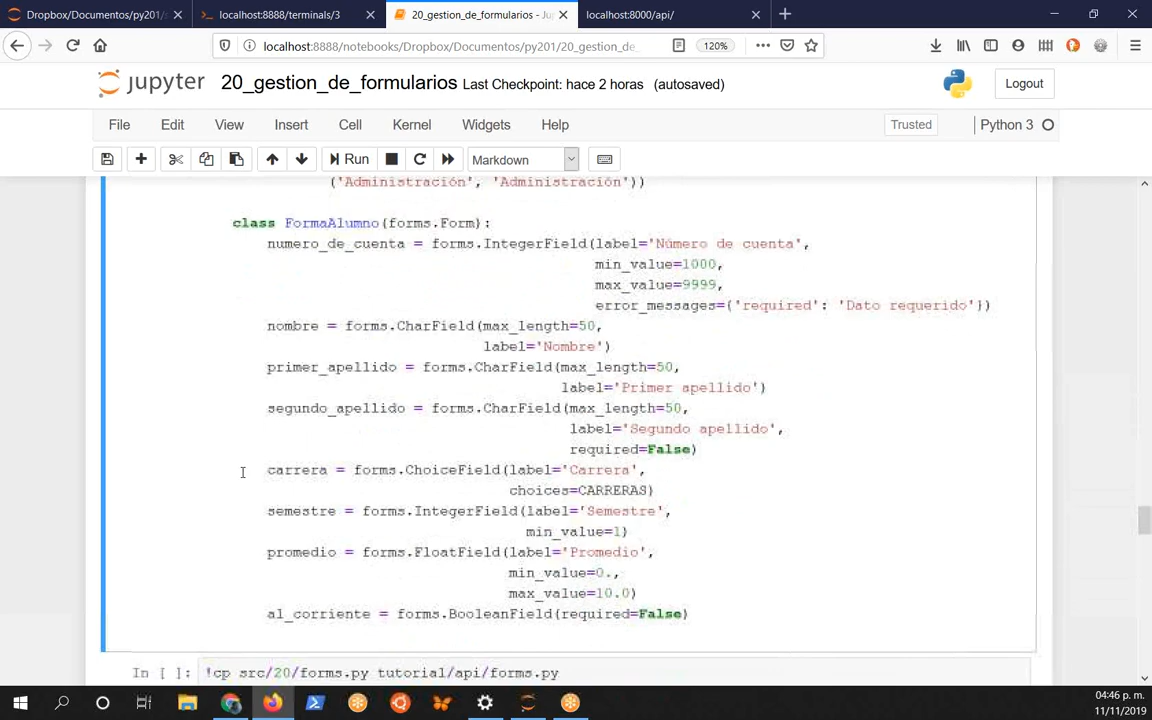 Dropbox/Documentos/py201/
localhost:8888/terminals/3
20_gestion_de_formularios - Ju
localhost:8000/api/
localhost:8888/notebooks/Dropbox/Documentos/py201/20_gestion_de_
120%
jupyter
20_gestion_de_formularios Last Checkpoint: hace 2 horas (autosaved)
Logout
File Edit View Insert Cell Kernel Widgets Help
Trusted
Python 3
Run
Markdown
('Administración', 'Administración'))
class FormaAlumno(forms.Form):
numero_de_cuenta = forms.IntegerField(label='Número de cuenta',
min_value=1000,
max_value=9999,
error_messages={'required': 'Dato requerido'})
nombre = forms.CharField(max_length=50,
label='Nombre')
primer_apellido = forms.CharField(max_length=50,
label='Primer apellido')
segundo_apellido = forms.CharField(max_length=50,
label='Segundo apellido',
required=False)
carrera = forms.ChoiceField(label='Carrera',
choices=CARRERAS)
semestre = forms.IntegerField(label='Semestre',
min_value=1)
promedio = forms.FloatField(label='Promedio',
min_value=0.,
max_value=10.0)
al_corriente = forms.BooleanField(required=False)
In [ ]: !cp src/20/forms.py tutorial/api/forms.py
04:46 p. m.
11/11/2019